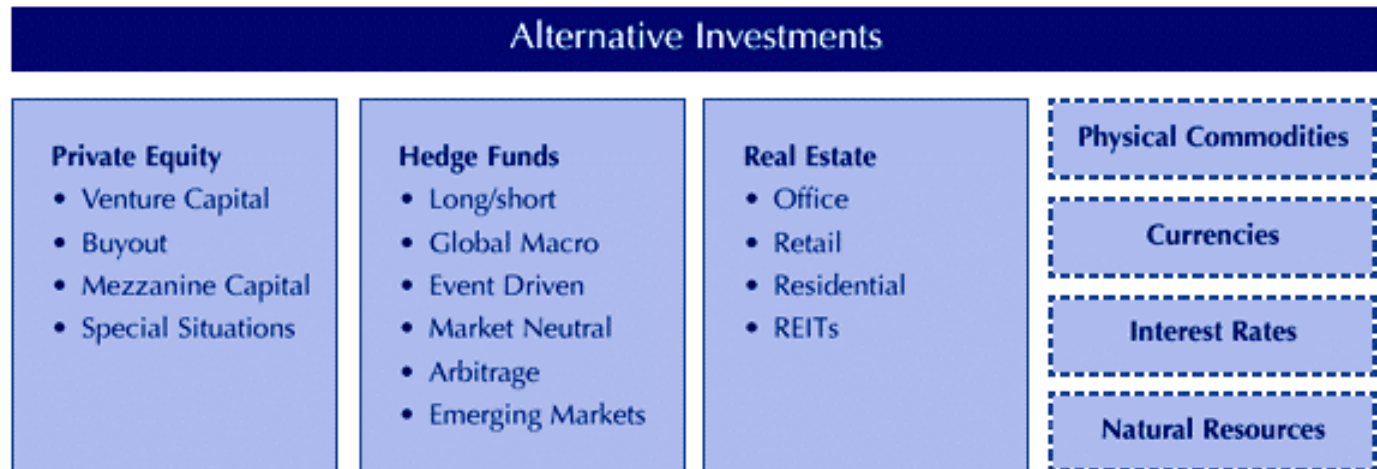 Alternative Investments
Private Equity
• Venture Capital
• Buyout
• Mezzanine Capital
• Special Situations
Hedge Funds
• Long/short
• Global Macro
• Event Driven
• Market Neutral
• Arbitrage
• Emerging Markets
Real Estate
• Office
• Retail
• Residential
• REITs
Physical Commodities
Currencies
Interest Rates
Natural Resources